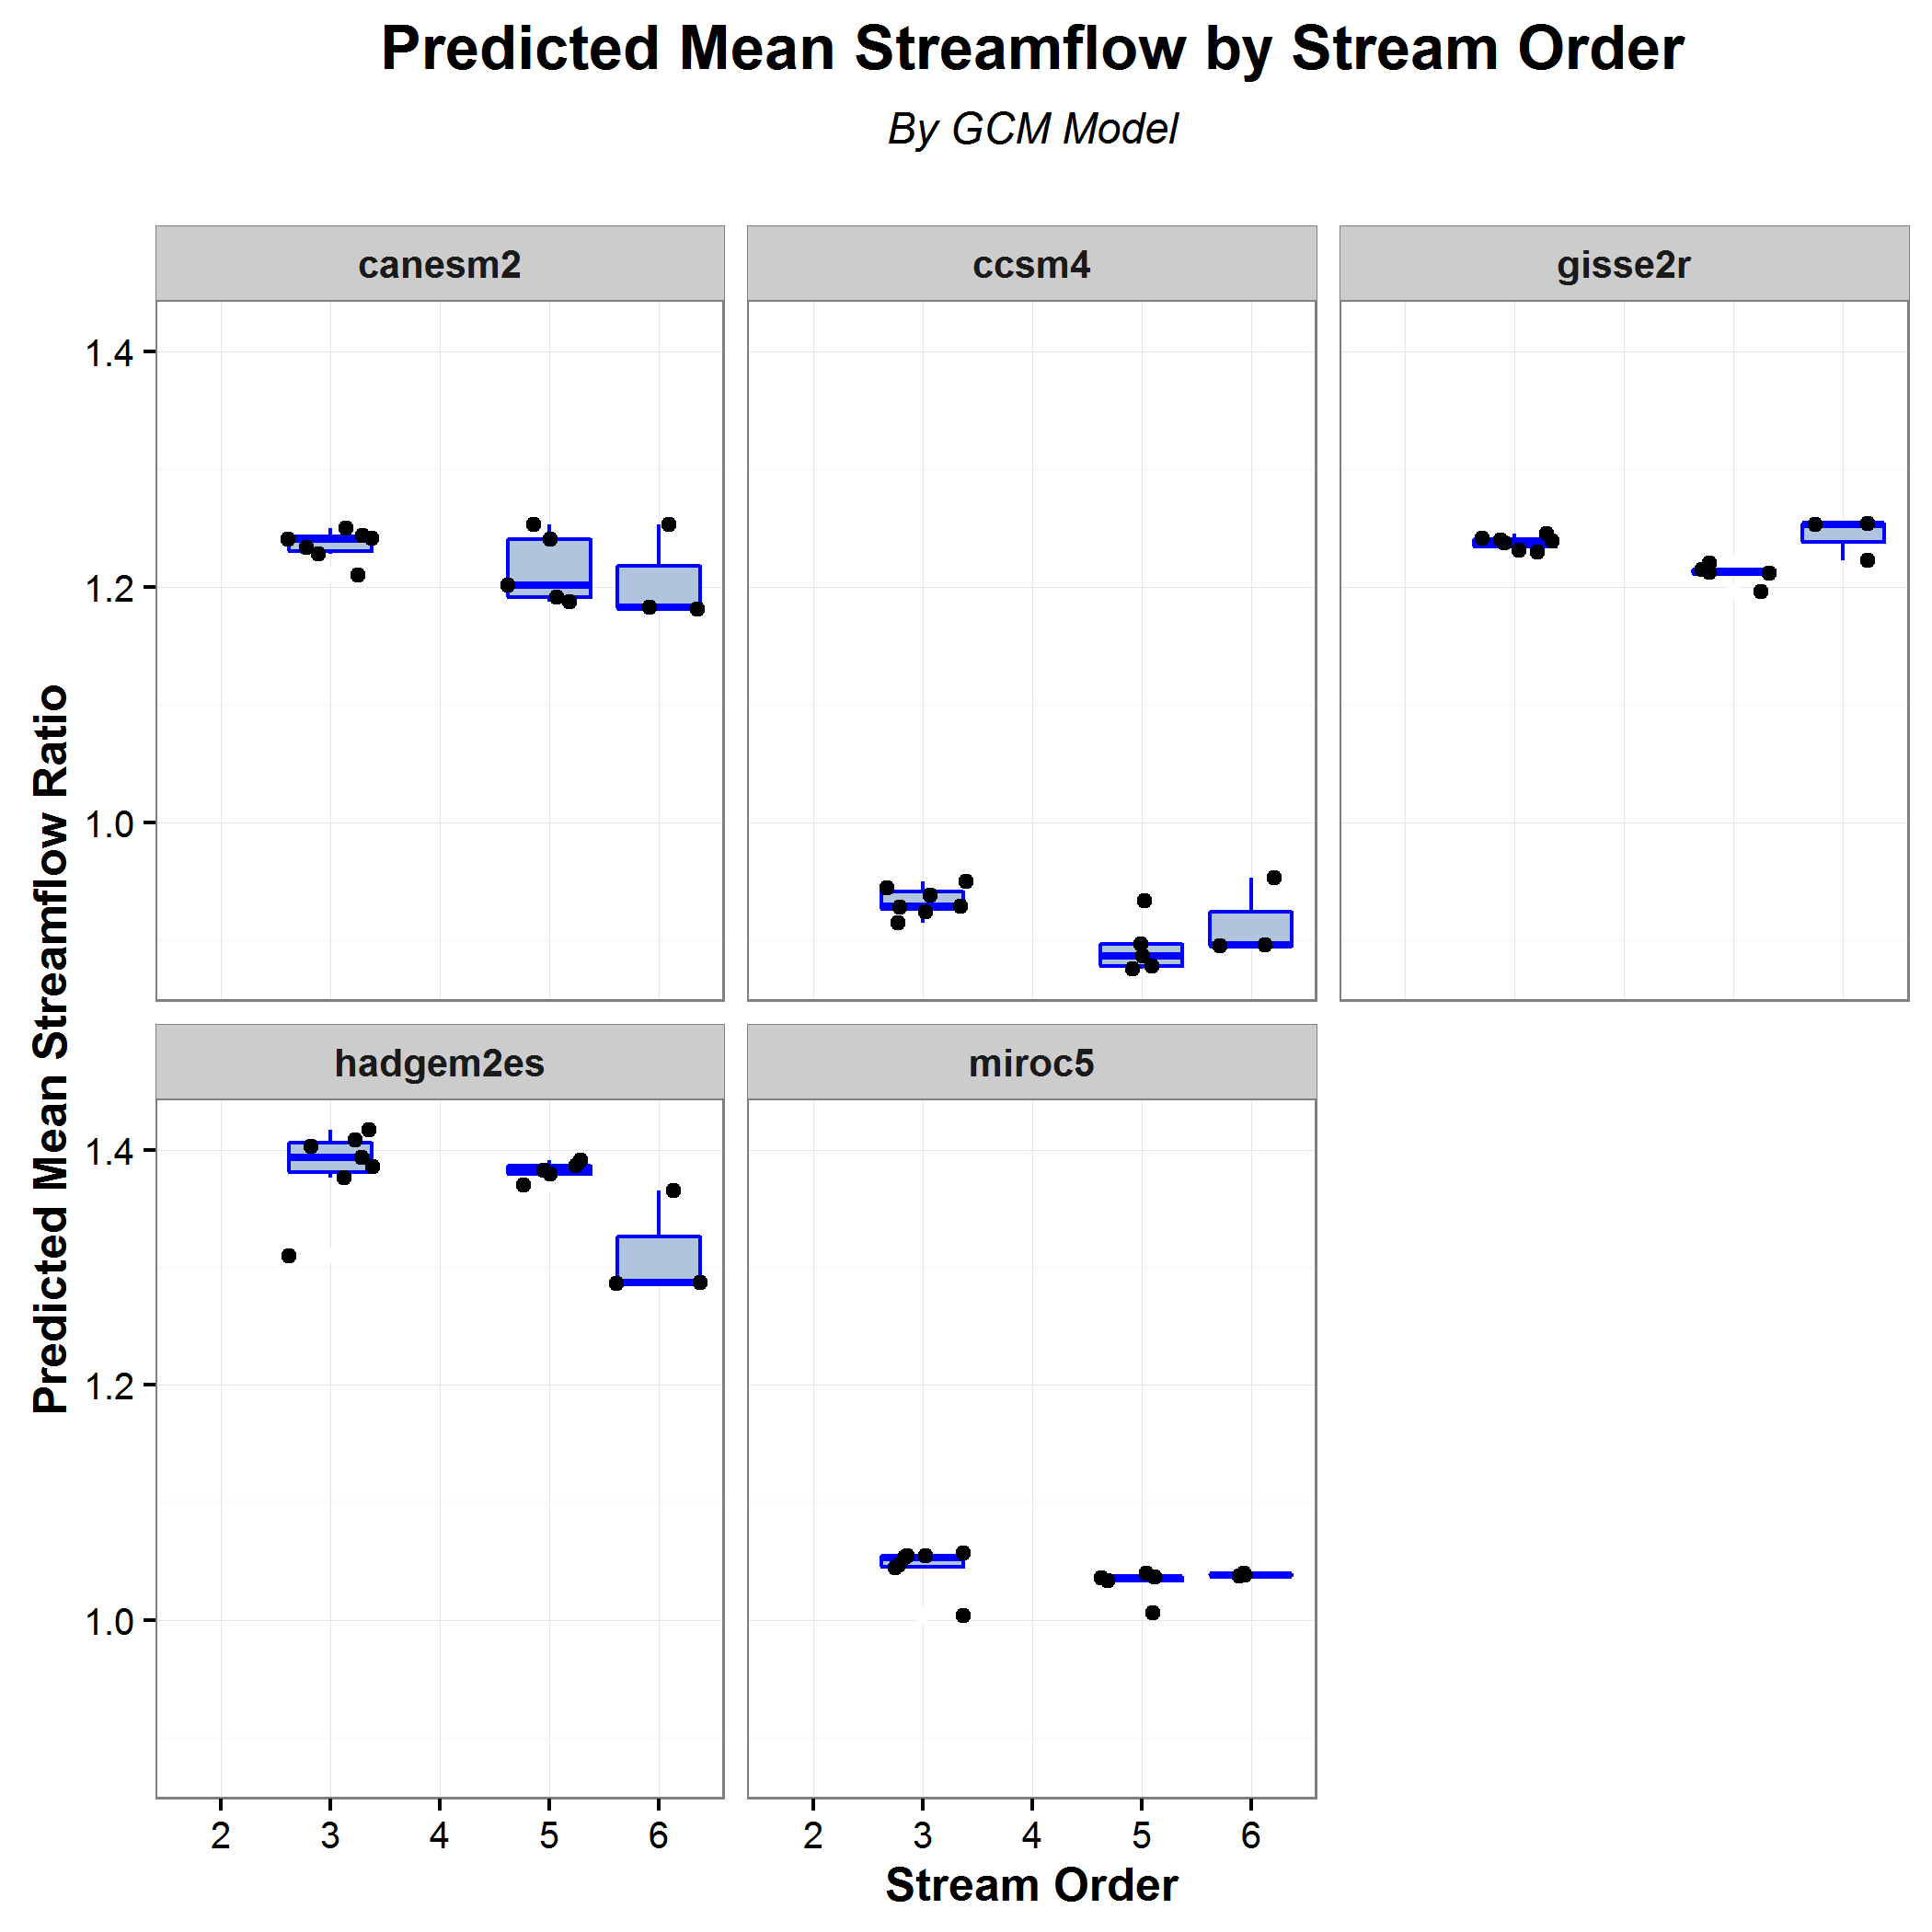 Predicted Mean Streamflow by Stream Order
By GCM Model
canesm2
ccsm4
gisse2r
1.4
1.2
1.0
Predicted Mean Streamflow Ratio
hadgem2es
miroc5
1.4
1.2
1.0
2 3 4 5 6
2 3 4 5 6
Stream Order